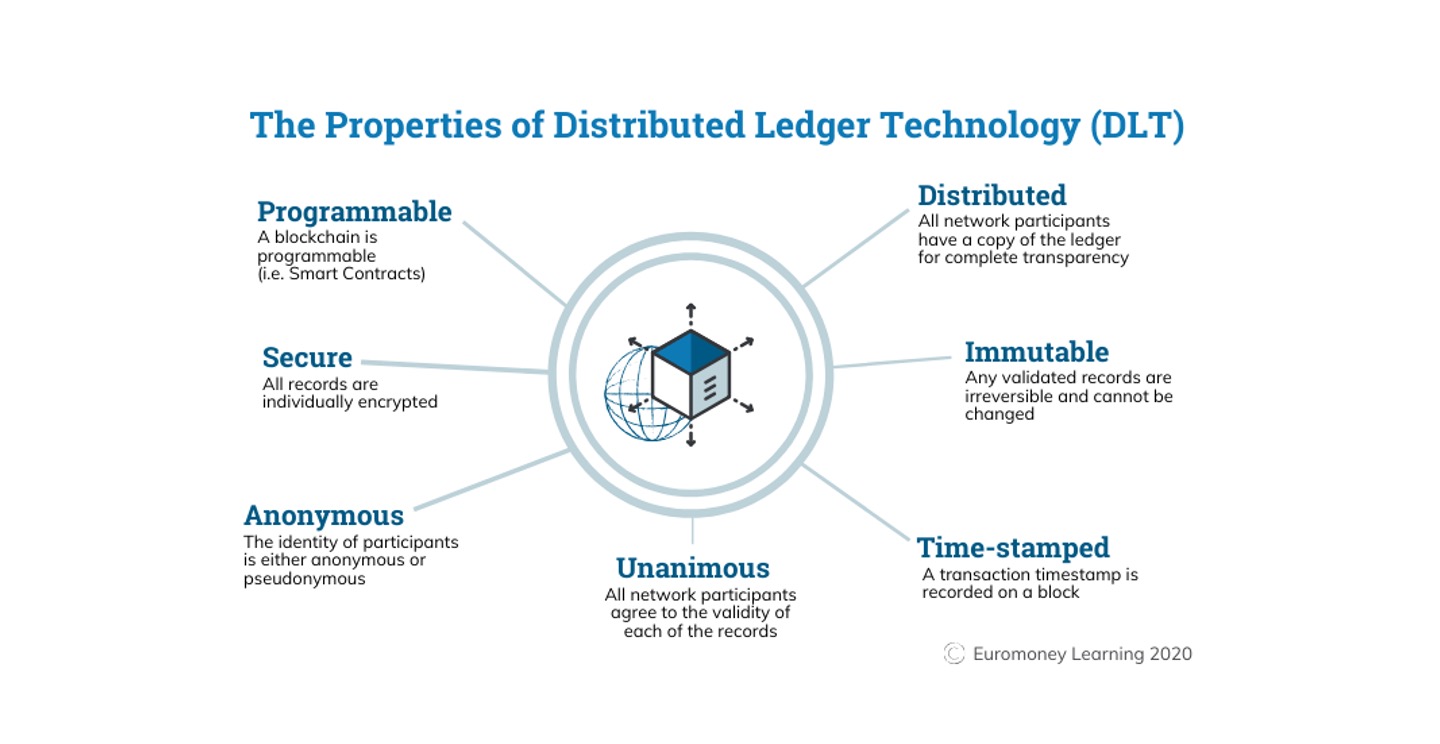 The Properties of Distributed Ledger Technology (DLT)
Programmable
A blockchain is
programmable
(i.e. Smart Contracts)
Distributed
All network participants
have a copy of the ledger
for complete transparency
Secure
All records are
individually encrypted
Immutable
Any validated records are
irreversible and cannot be
changed
Anonymous
The identity of participants
is either anonymous or
pseudonymous
Unanimous
All network participants
agree to the validity of
each of the records
Time-stamped
A transaction timestamp is
recorded on a block
© Euromoney Learning 2020